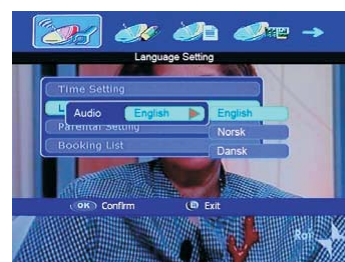 Language Setting
Time Setting
L
Audio English English
Parental Setting Norsk
Booking List Dansk
OK Confirm Exit
Rai